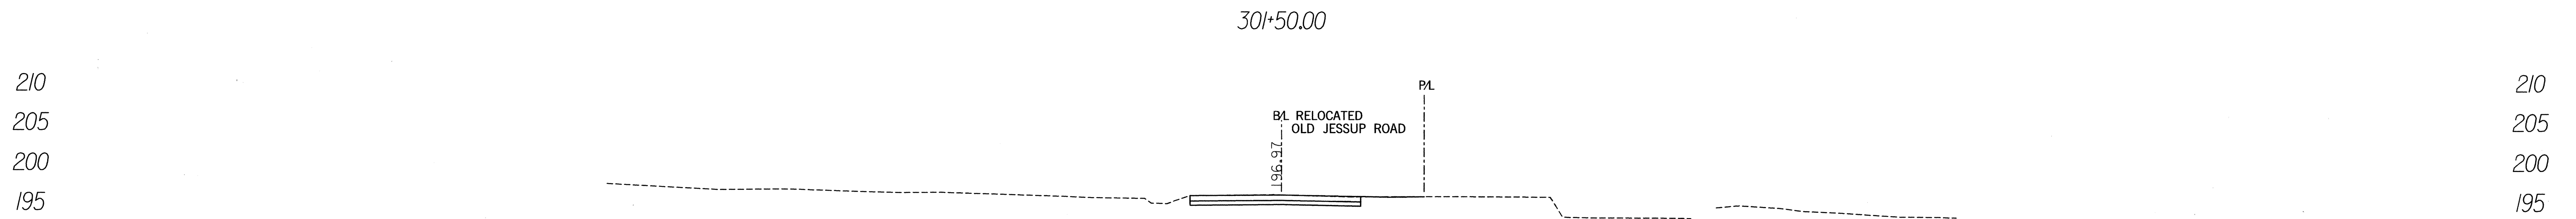 301+50.00
210 210
P/L
B/L RELOCATED
205 205
OLD JESSUP ROAD
196.97
200 200
195 195